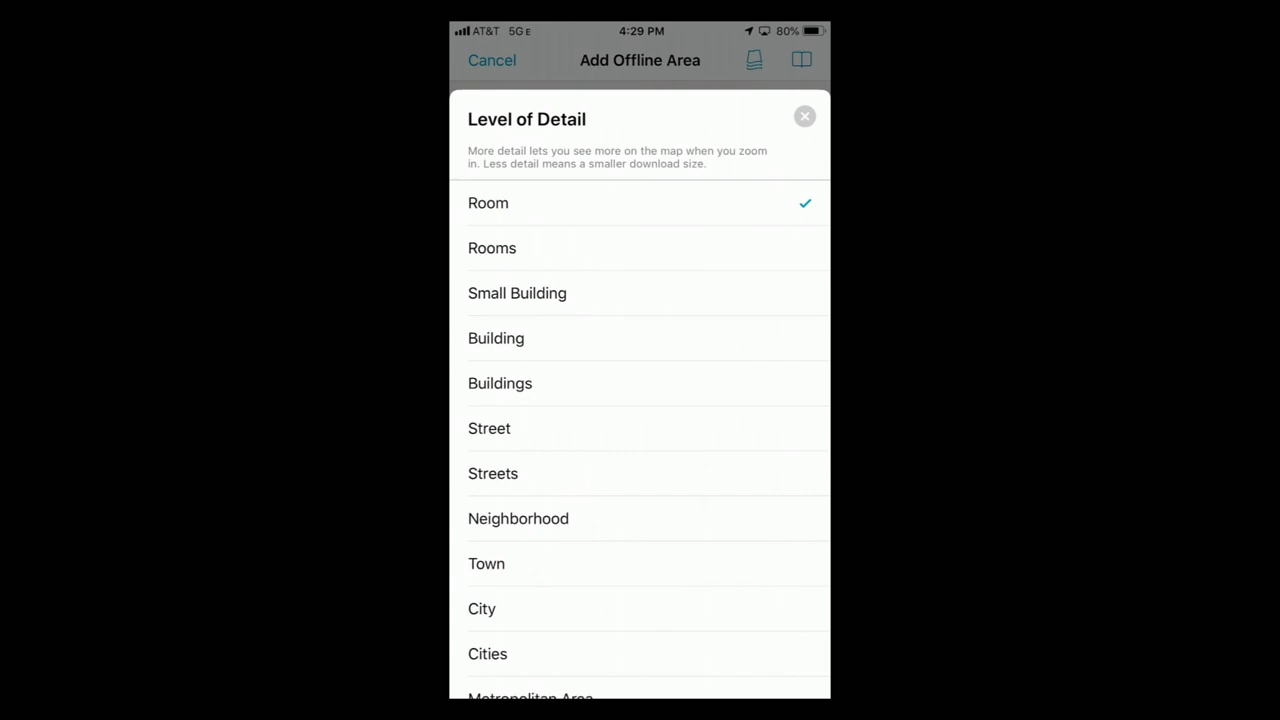 AT&T 5G E 4:29 PM 80%
Cancel Add Offline Area
Level of Detail
More detail lets you see more on the map when you zoom
in. Less detail means a smaller download size.
Room
Rooms
Small Building
Building
Buildings
Street
Streets
Neighborhood
Town
City
Cities
Metropolitan Area